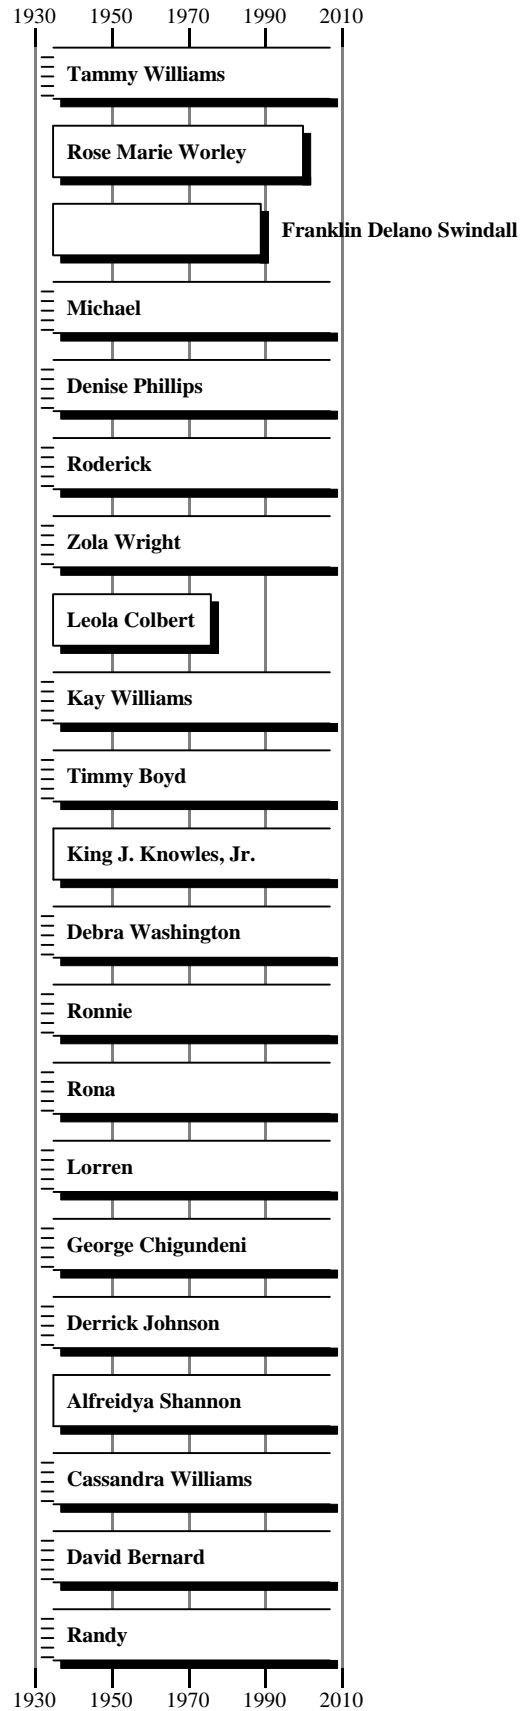 1930 1950 1970 1990 2010
Tammy Williams
Rose Marie Worley
Franklin Delano Swindall
Michael
Denise Phillips
Roderick
Zola Wright
Leola Colbert
Kay Williams
Timmy Boyd
King J. Knowles, Jr.
Debra Washington
Ronnie
Rona
Lorren
George Chigundeni
Derrick Johnson
Alfreidya Shannon
Cassandra Williams
David Bernard
Randy
1930 1950 1970 1990 2010